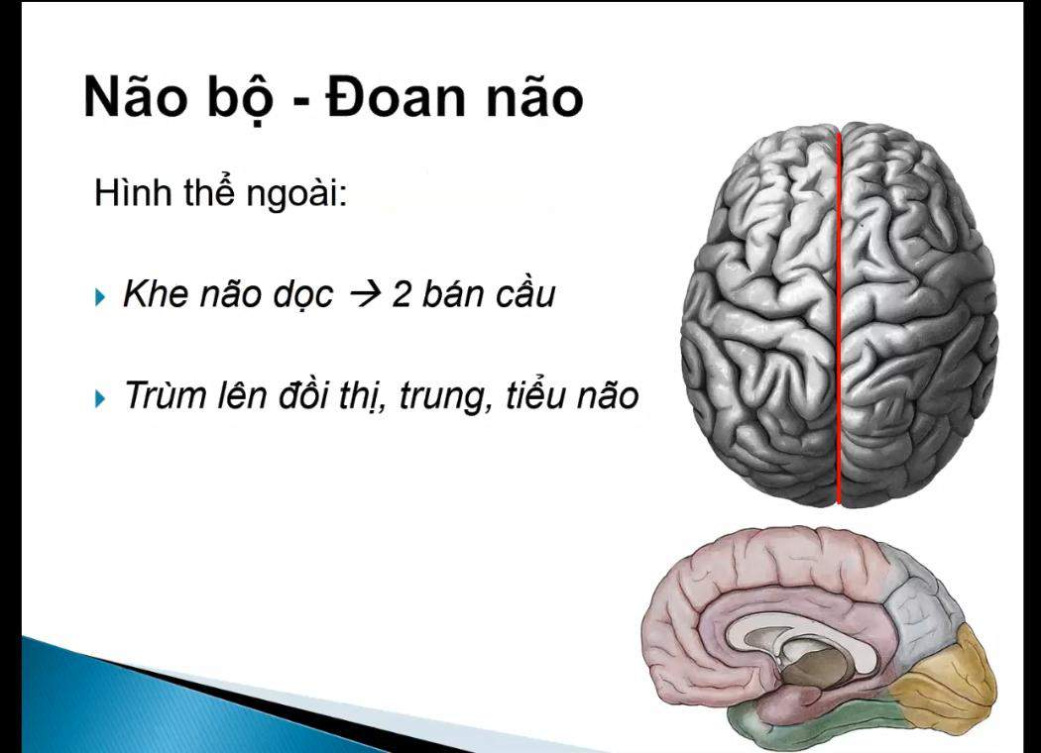 Não bộ - Đoan não
Hình thể ngoài:
Khe não dọc → 2 bán cầu
Trùm lên đồi thị, trung, tiểu não